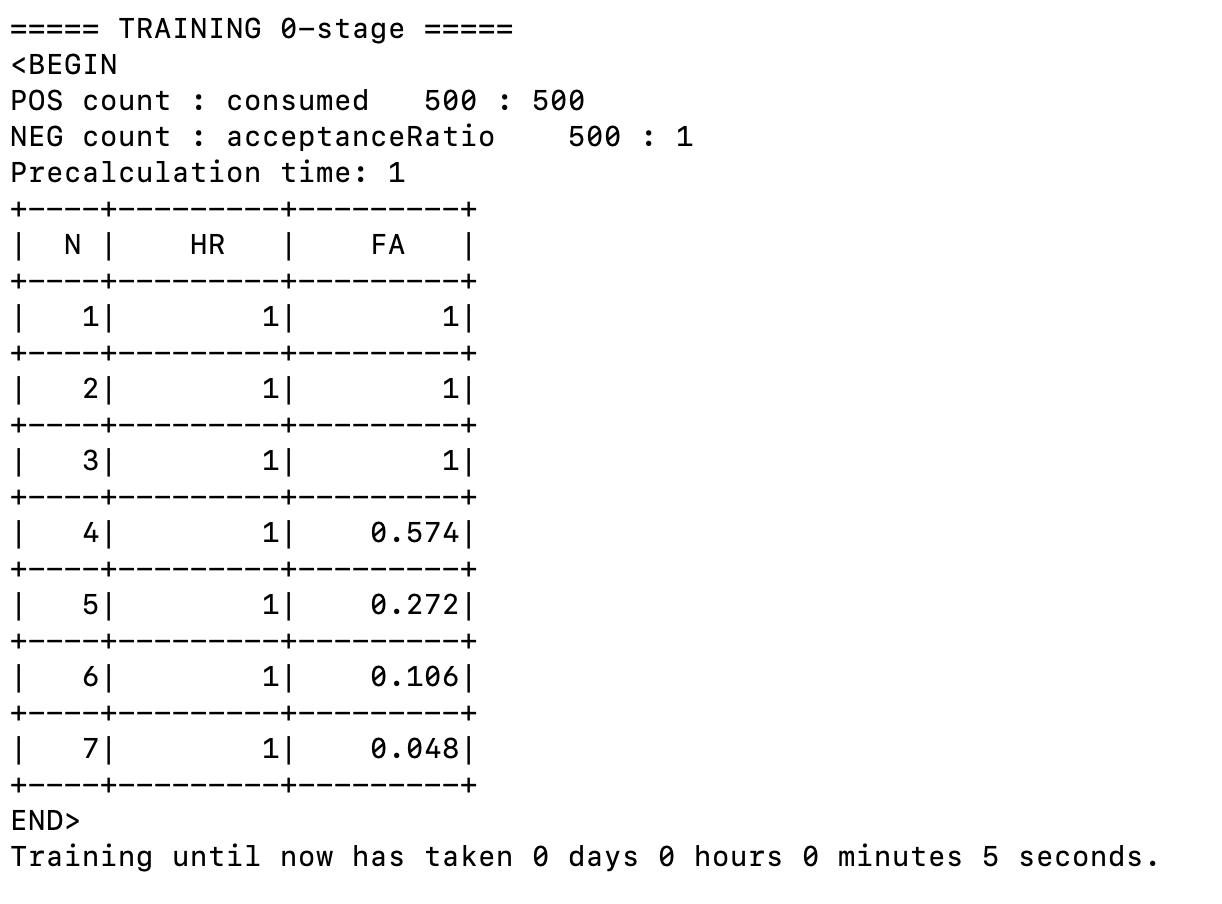 ===== TRAINING 0-stage =====
<BEGIN
POS count : consumed   500 : 500
NEG count : acceptanceRatio    500 : 1
Precalculation time: 1
+----+---------+---------+
|  N |    HR   |    FA   |
+----+---------+---------+
|   1|        1|        1|
+----+---------+---------+
|   2|        1|        1|
+----+---------+---------+
|   3|        1|        1|
+----+---------+---------+
|   4|        1|    0.574|
+----+---------+---------+
|   5|        1|    0.272|
+----+---------+---------+
|   6|        1|    0.106|
+----+---------+---------+
|   7|        1|    0.048|
+----+---------+---------+
END>
Training until now has taken 0 days 0 hours 0 minutes 5 seconds.